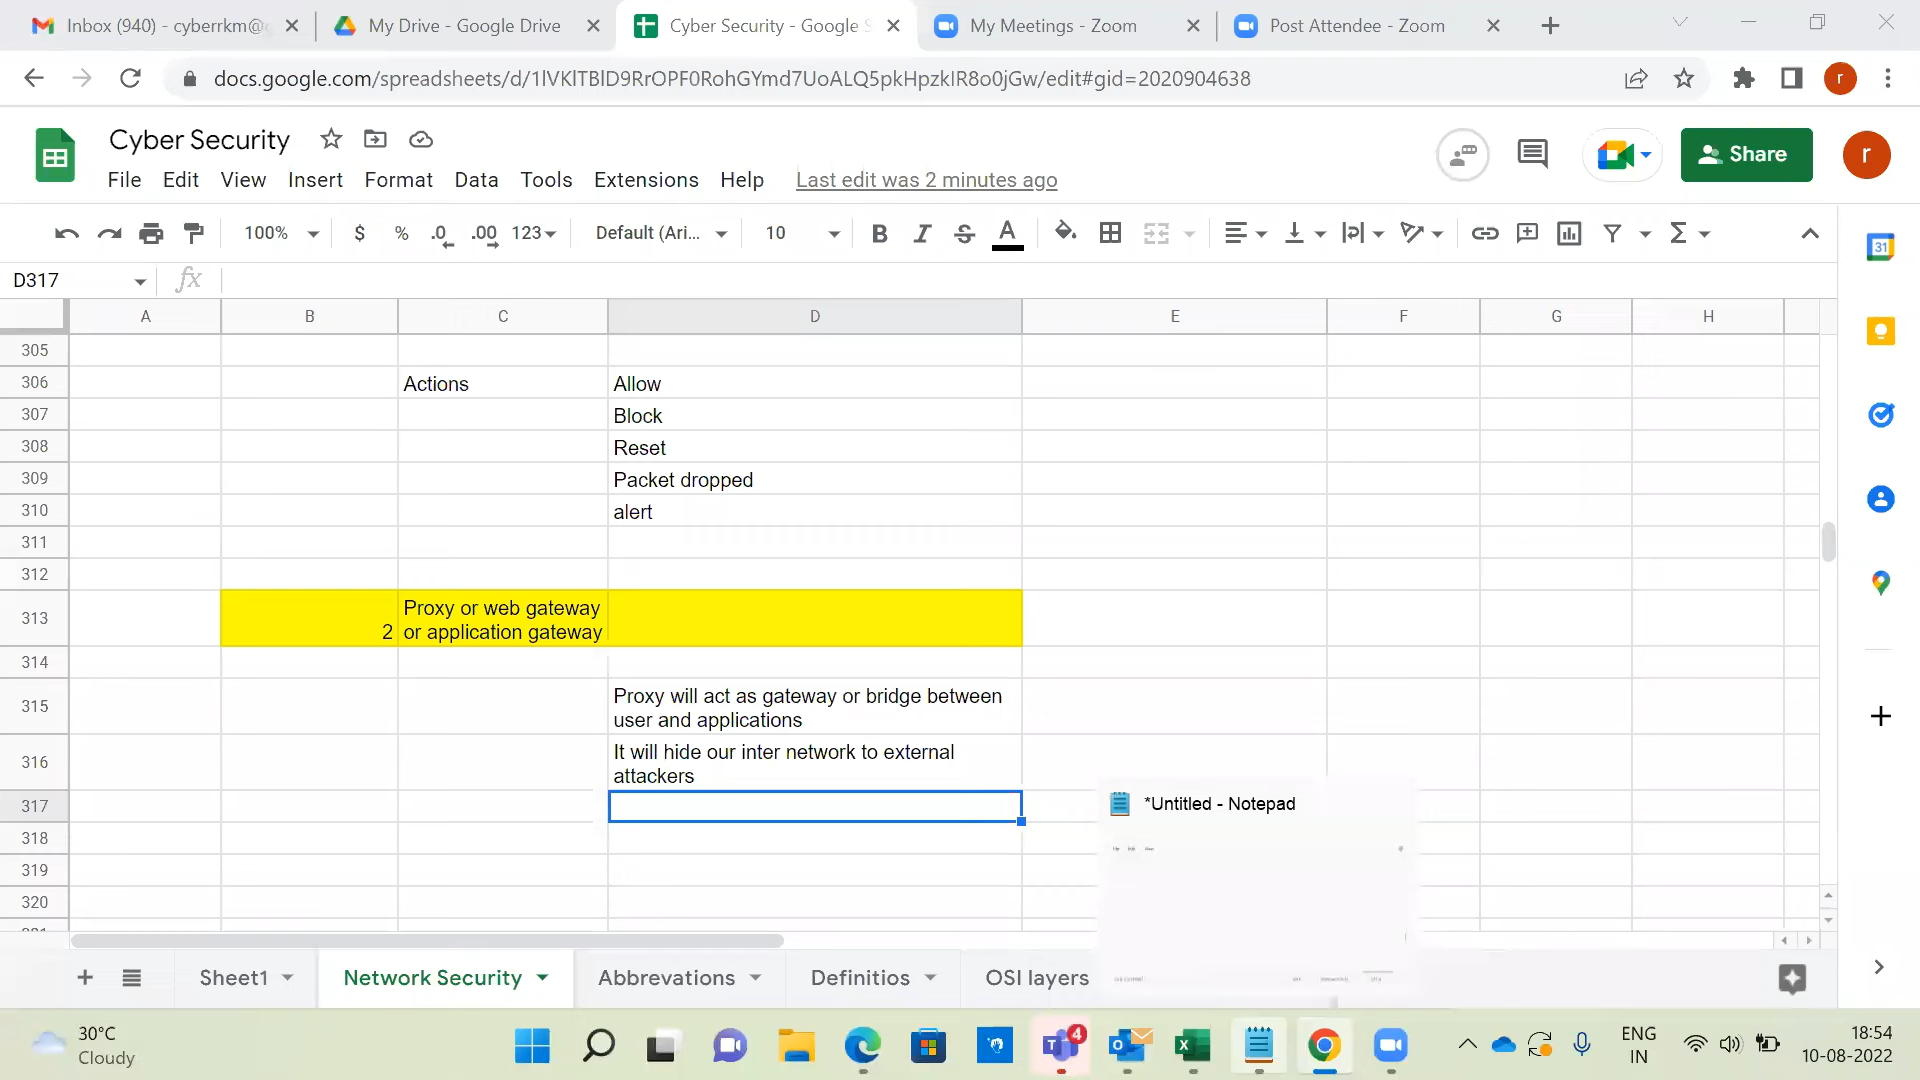 Inbox (940) - cyberrkm@
My Drive - Google Drive
Cyber Security - Google
My Meetings - Zoom
Post Attendee - Zoom
docs.google.com/spreadsheets/d/1lVKlTBlD9RrOPF0RohGYmd7UoALQ5pkHpzkIR8o0jGw/edit#gid=2020904638
r
Cyber Security
Share
r
File Edit View Insert Format Data Tools Extensions Help Last edit was 2 minutes ago
100% $ % .0 .00 123 Default (Ari... 10 B I S A
31
D317 fx
A B C D E F G H
305
306 Actions Allow
307 Block
308 Reset
309 Packet dropped
310 alert
311
312
313 2 Proxy or web gateway
or application gateway
314
315 Proxy will act as gateway or bridge between
user and applications
316 It will hide our inter network to external
attackers
317
*Untitled - Notepad
318
319
320
Sheet1 Network Security Abbrevations Definitios OSI layers
30°C
Cloudy
4
ENG
IN
18:54
10-08-2022